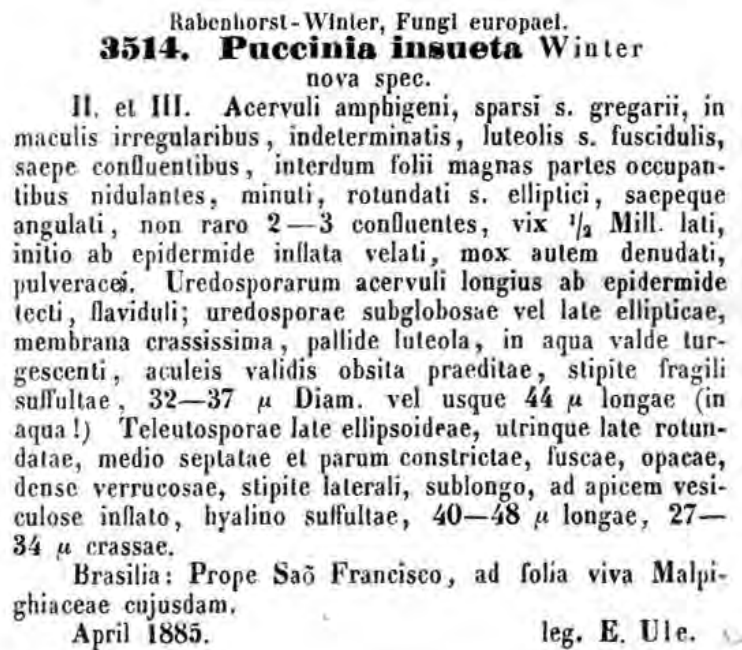 Rabenhorst-Winter, Fungi europaei.
3514. Puccinia insueta Winter
nova spec.
II. et III. Acervuli amphigeni, sparsi s. gregarii, in
maculis irregularibus, indeterminatis, luteolis s. fuscidulis,
saepe confluentibus, interdum folii magnas partes occupan-
tibus nidulantes, minuti, rotundati s. elliptici, saepeque
angulati, non raro 2—3 confluentes, vix 1/2 Mill. lati,
initio ab epidermide inflata velati, mox autem denudati,
pulveracei. Uredosporarum acervuli longius ab epidermide
tecti, flaviduli; uredosporae subglobosae vel late ellipticae,
membrana crassissima, pallide luteola, in aqua valde tur-
gescenti, aculeis validis obsita praeditae, stipite fragili
suffultae, 32—37 μ Diam. vel usque 44 μ longae (in
aqua!) Teleutosporae late ellipsoideae, utrinque late rotun-
datae, medio septatae et parum constrictae, fuscae, opacae,
dense verrucosae, stipite laterali, sublongo, ad apicem vesi-
culose inflato, hyalino suffultae, 40—48 μ longae, 27—
34 μ crassae.
Brasilia: Prope Saõ Francisco, ad folia viva Malpi-
ghiaceae cujusdam.
April 1885. leg. E. Ule.